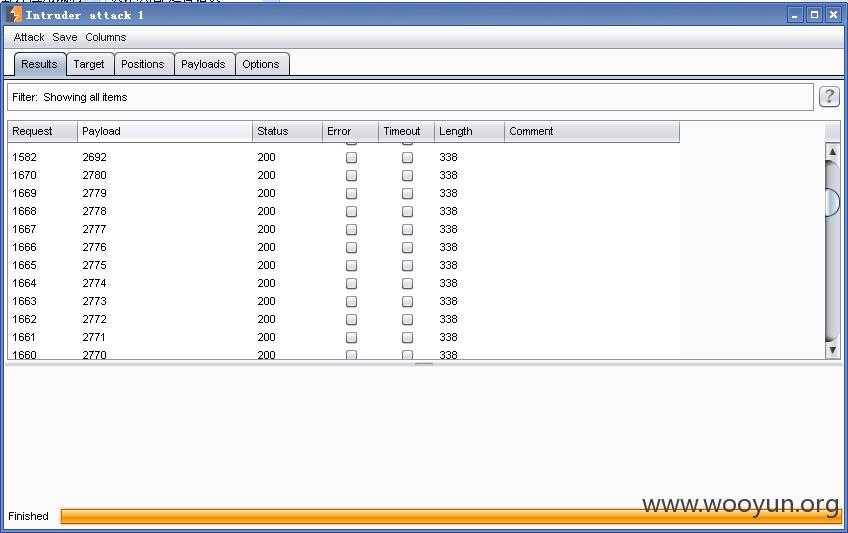 Intruder attack 1
Attack Save Columns
Results Target Positions Payloads Options
Filter: Showing all items ?
Request Payload Status Error Timeout Length Comment
1582 2692 200 338
1670 2780 200 338
1669 2779 200 338
1668 2778 200 338
1667 2777 200 338
1666 2776 200 338
1665 2775 200 338
1664 2774 200 338
1663 2773 200 338
1662 2772 200 338
1661 2771 200 338
1660 2770 200 338
www.wooyun.org
Finished